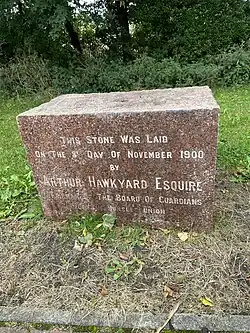 THIS STONE WAS LAID
ON THE DAY OF NOVEMBER 1900
BY
ARTHUR HAWKYARD ESQUIRE
THE BOARD OF GUARDIANS
UNION